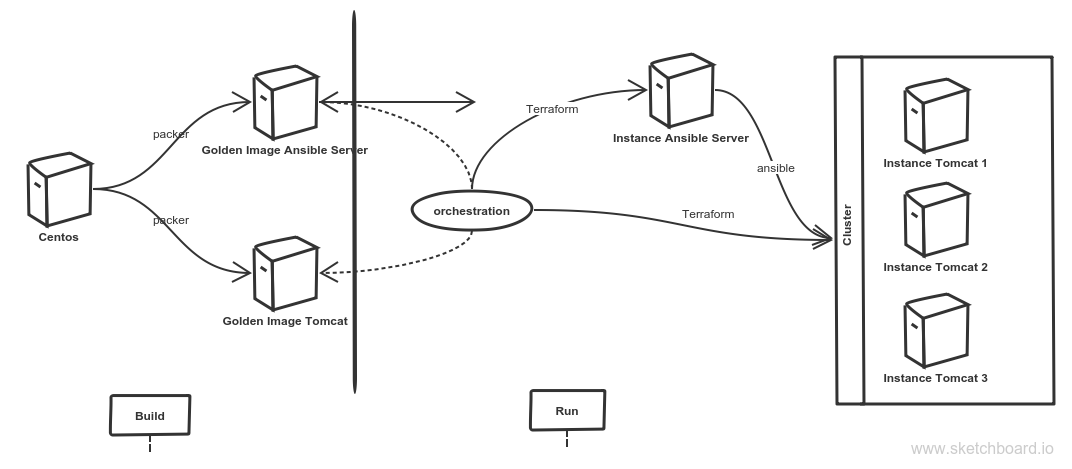 packer
Golden Image Ansible Server
Centos
packer
Golden Image Tomcat
Build
orchestration
Terraform
Instance Ansible Server
ansible
Terraform
Cluster
Instance Tomcat 1
Instance Tomcat 2
Instance Tomcat 3
Run
www.sketchboard.io